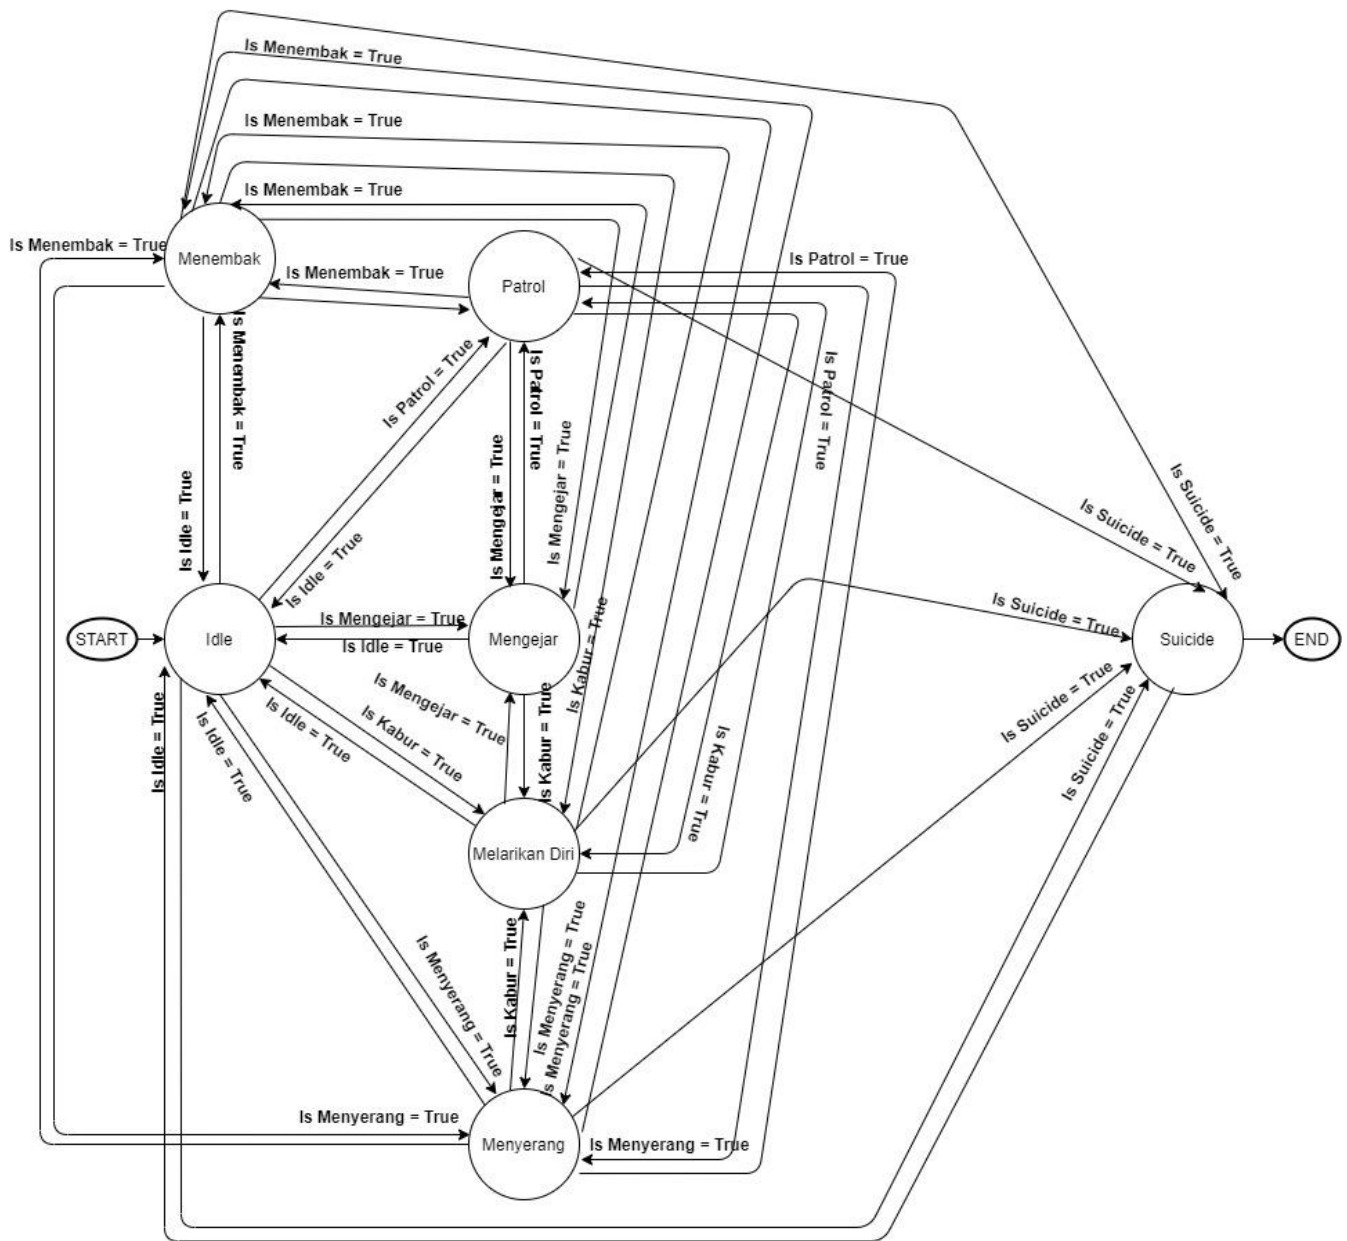 Is Menembak = True
Is Menembak = True
Is Menembak = True
Is Menembak = True
Menembak
Is Menembak = True
Patrol
Is Patrol = True
Is Menembak = True
Is Patrol = True
Is Patrol = True
Is Patrol = True
Is Idle = True
Is Mengejar = True
Is Mengejar = True
Is Suicide = True
Is Suicide = True
Is Idle = True
START
Idle
Is Mengejar = True
Is Idle = True
Mengejar
Is Suicide = True
Suicide
END
Is Kabur = True
Is Mengejar = True
Is Kabur = True
Is Idle = True
Is Idle = True
Is Idle = True
Is Kabur = True
Is Kabur = True
Is Suicide = True
Is Suicide = True
Melarikan Diri
Is Menyerang = True
Is Kabur = True
Is Menyerang = True
Is Menyerang = True
Is Menyerang = True
Menyerang
Is Menyerang = True